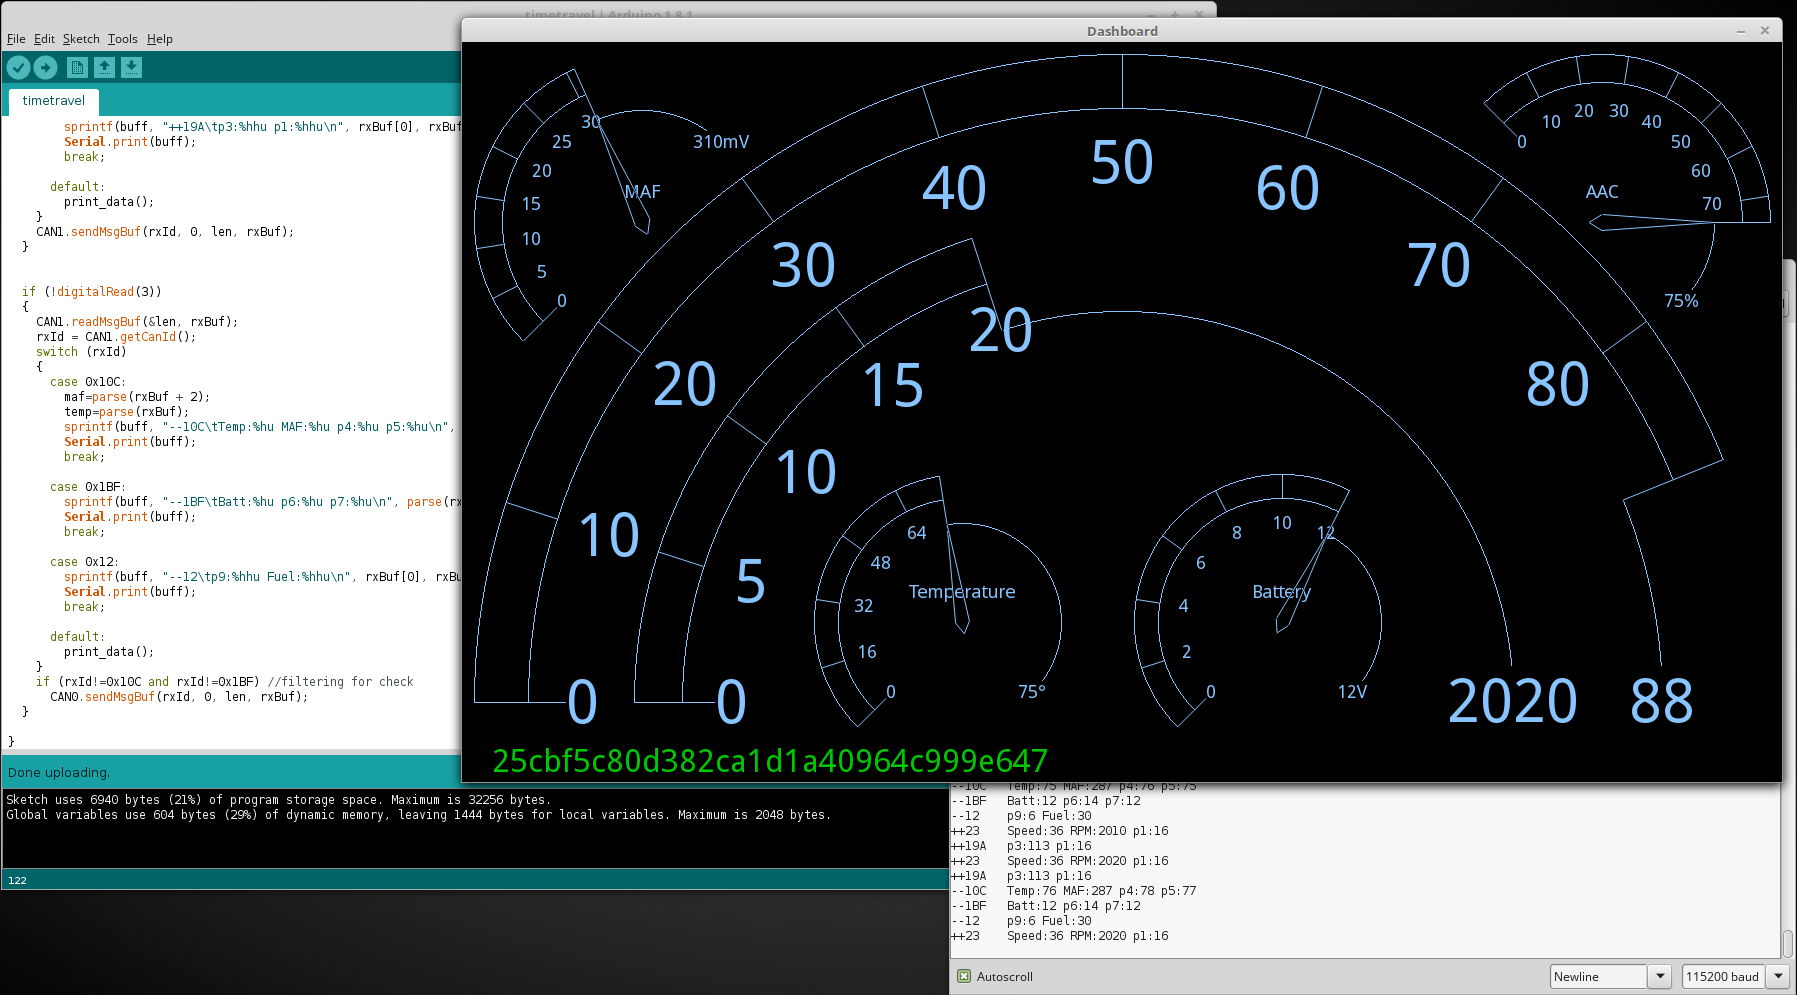 timetravel | Arduino 1.8.1
File Edit Sketch Tools Help
timetravel
sprintf(buff, "++19A\tp3:%hhu p1:%hhu\n", rxBuf[0], rxBuf
Serial.print(buff);
break;
default:
print_data();
}
CAN1.sendMsgBuf(rxId, 0, len, rxBuf);
}
if (!digitalRead(3))
{
CAN1.readMsgBuf(&len, rxBuf);
rxId = CAN1.getCanId();
switch (rxId)
{
case 0x10C:
maf=parse(rxBuf + 2);
temp=parse(rxBuf);
sprintf(buff, "--10C\tTemp:%hu MAF:%hu p4:%hu p5:%hu\n",
Serial.print(buff);
break;
case 0x1BF:
sprintf(buff, "--1BF\tBatt:%hu p6:%hu p7:%hu\n", parse(rx
Serial.print(buff);
break;
case 0x12:
sprintf(buff, "--12\tp9:%hhu Fuel:%hhu\n", rxBuf[0], rxBu
Serial.print(buff);
break;
default:
print_data();
}
if (rxId!=0x10C and rxId!=0x1BF) //filtering for check
CAN0.sendMsgBuf(rxId, 0, len, rxBuf);
}
}
Done uploading.
Sketch uses 6940 bytes (21%) of program storage space. Maximum is 32256 bytes.
Global variables use 604 bytes (29%) of dynamic memory, leaving 1444 bytes for local variables. Maximum is 2048 bytes.
122
Dashboard
0 5 10 15 20 25 30
MAF
310mV
0 10 20 30 40 50 60 70 80
88
0 10 20 30 40 50 60 70
AAC
75%
0 5 10 15 20
2020
0 16 32 48 64
Temperature
75°
0 2 4 6 8 10 12
Battery
12V
25cbf5c80d382ca1d1a40964c999e647
--10C Temp:75 MAF:287 p4:76 p5:75
--1BF Batt:12 p6:14 p7:12
--12 p9:6 Fuel:30
++23 Speed:36 RPM:2010 p1:16
++19A p3:113 p1:16
++23 Speed:36 RPM:2020 p1:16
++19A p3:113 p1:16
--10C Temp:76 MAF:287 p4:78 p5:77
--1BF Batt:12 p6:14 p7:12
--12 p9:6 Fuel:30
++23 Speed:36 RPM:2020 p1:16
Autoscroll
Newline
115200 baud